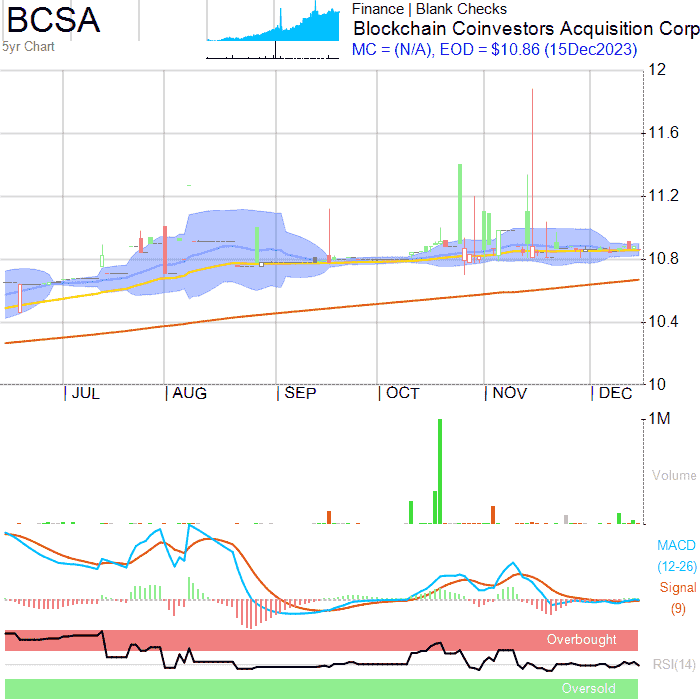 BCSA
5yr Chart
Finance | Blank Checks
Blockchain Coinvestors Acquisition Corp
MC = (N/A), EOD = $10.86 (15Dec2023)
12
11.6
11.2
10.8
10.4
10
| JUL | AUG | SEP | OCT | NOV | DEC
1M
Volume
MACD
(12-26)
Signal
(9)
Overbought
RSI(14)
Oversold